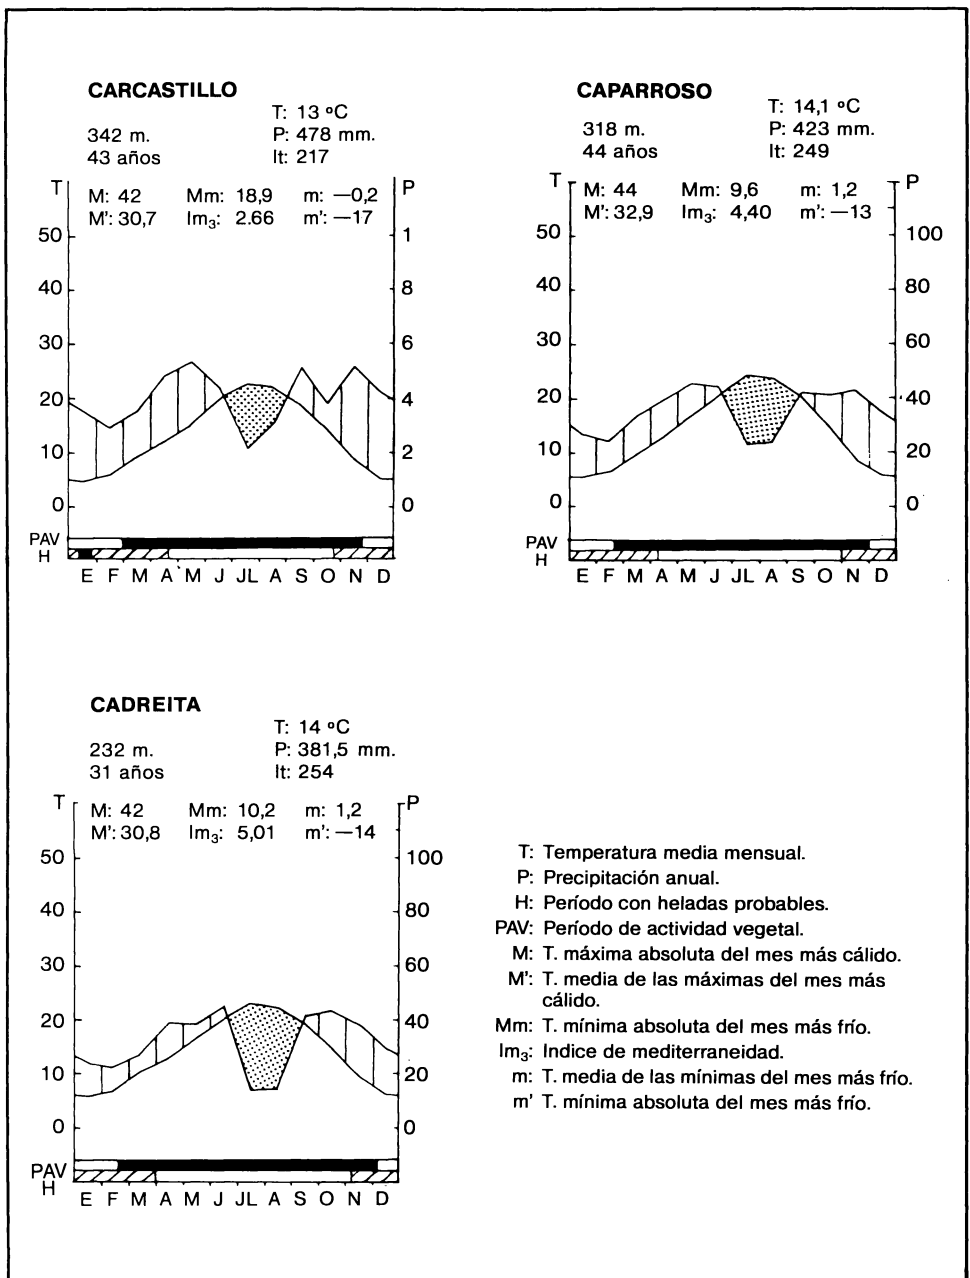 CARCASTILLO
T: 13 ºC
342 m. P: 478 mm.
43 años It: 217
T P
M: 42 Mm: 18,9 m: —0,2
M': 30,7 Im₃: 2.66 m': —17
50 1
40 8
30 6
20 4
10 2
0 0
PAV
H
E F M A M J JL A S O N D
CAPARROSO
T: 14,1 ºC
318 m. P: 423 mm.
44 años It: 249
T P
M: 44 Mm: 9,6 m: 1,2
M': 32,9 Im₃: 4,40 m': —13
50 100
40 80
30 60
20 40
10 20
0 0
PAV
H
E F M A M J JL A S O N D
CADREITA
T: 14 ºC
232 m. P: 381,5 mm.
31 años It: 254
T P
M: 42 Mm: 10,2 m: 1,2
M': 30,8 Im₃: 5,01 m': —14
50 100
40 80
30 60
20 40
10 20
0 0
PAV
H
E F M A M J JL A S O N D
T: Temperatura media mensual.
P: Precipitación anual.
H: Período con heladas probables.
PAV: Período de actividad vegetal.
M: T. máxima absoluta del mes más cálido.
M': T. media de las máximas del mes más
cálido.
Mm: T. mínima absoluta del mes más frío.
Im₃: Indice de mediterraneidad.
m: T. media de las mínimas del mes más frío.
m' T. mínima absoluta del mes más frío.